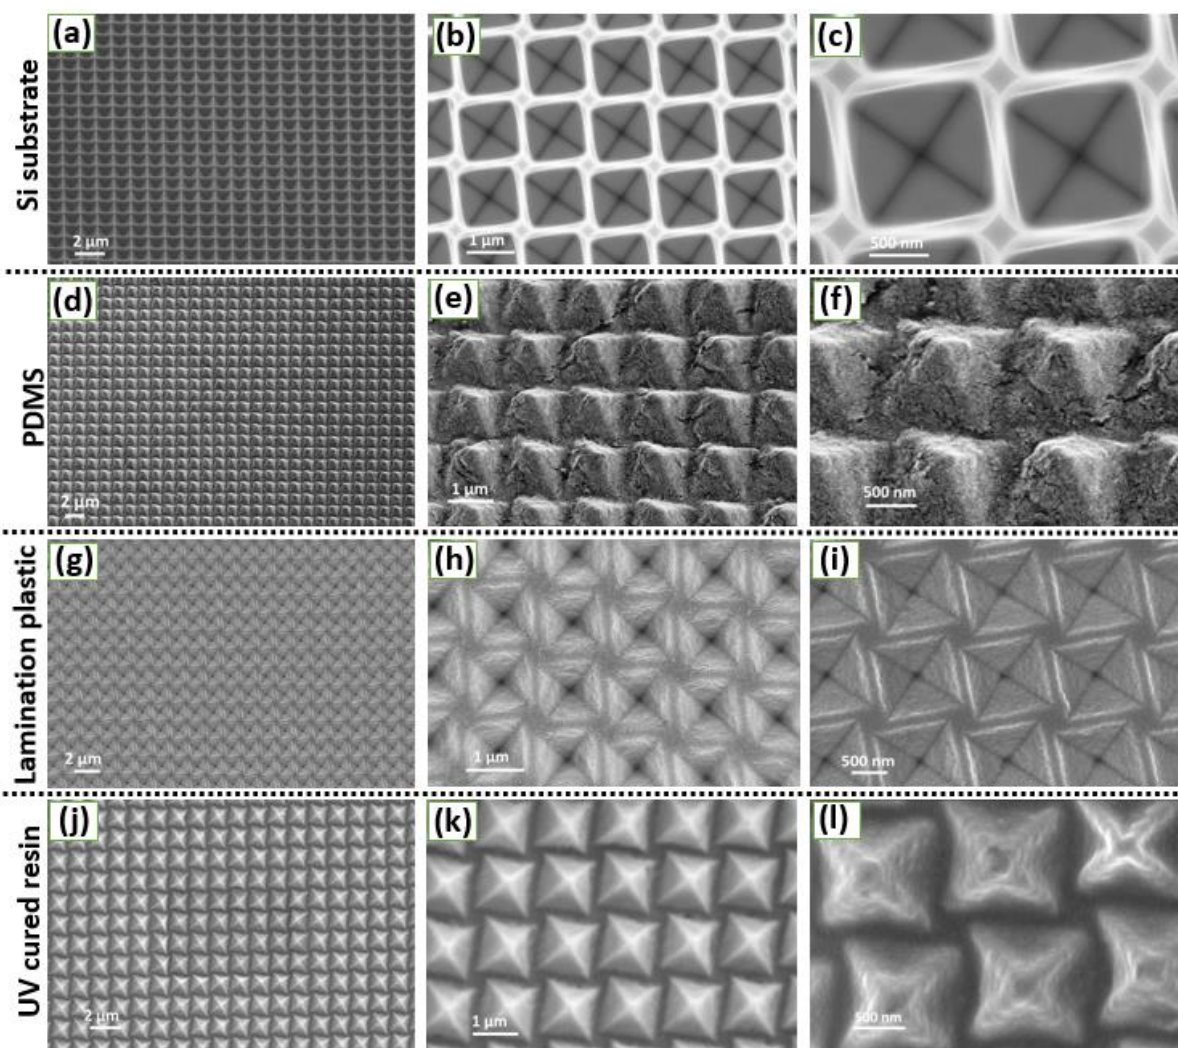 Si substrate
(a)
2 µm
(b)
1 µm
(c)
500 nm
PDMS
(d)
2 µm
(e)
1 µm
(f)
500 nm
Lamination plastic
(g)
2 µm
(h)
1 µm
(i)
500 nm
UV cured resin
(j)
2 µm
(k)
1 µm
(l)
500 nm